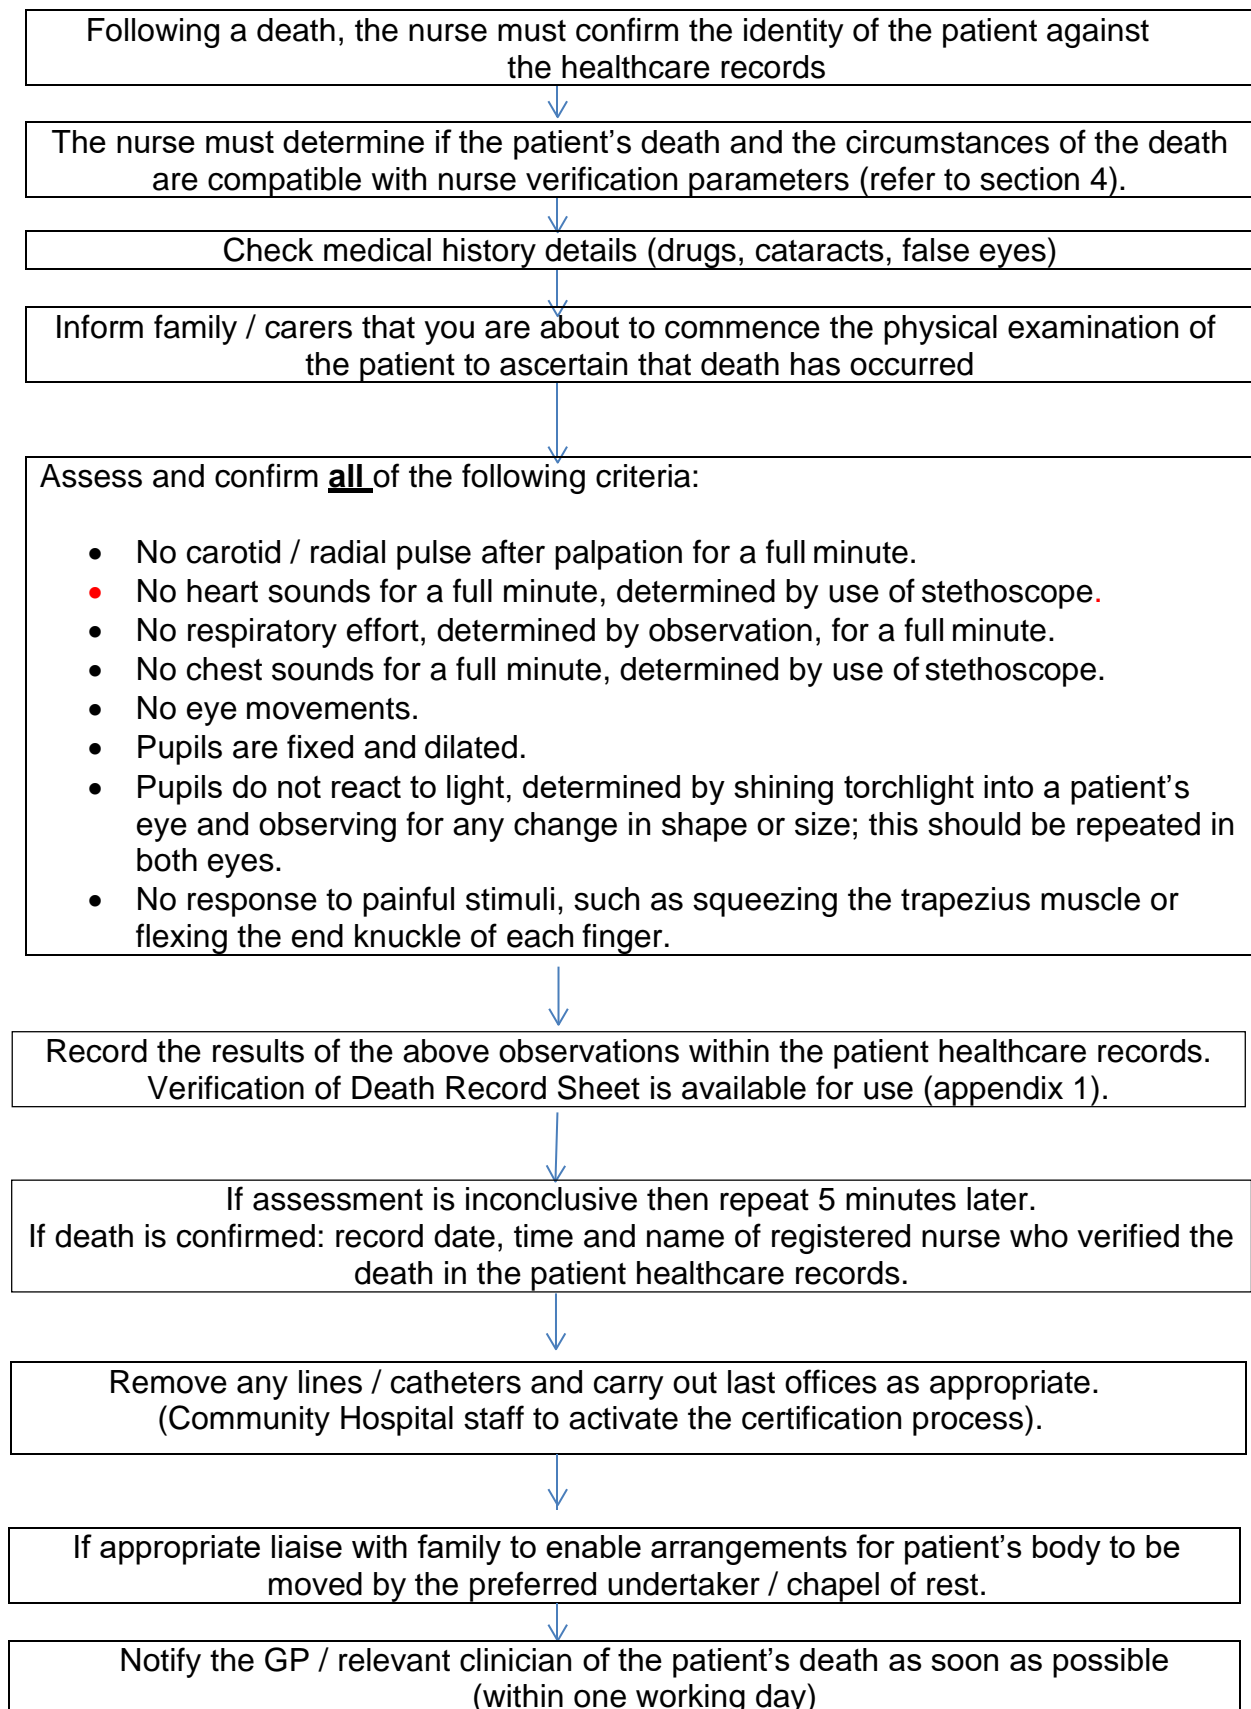 Following a death, the nurse must confirm the identity of the patient against
the healthcare records
The nurse must determine if the patient’s death and the circumstances of the death
are compatible with nurse verification parameters (refer to section 4).
Check medical history details (drugs, cataracts, false eyes)
Inform family / carers that you are about to commence the physical examination of
the patient to ascertain that death has occurred
Assess and confirm all of the following criteria:
• No carotid / radial pulse after palpation for a full minute.
• No heart sounds for a full minute, determined by use of stethoscope.
• No respiratory effort, determined by observation, for a full minute.
• No chest sounds for a full minute, determined by use of stethoscope.
• No eye movements.
• Pupils are fixed and dilated.
• Pupils do not react to light, determined by shining torchlight into a patient’s
eye and observing for any change in shape or size; this should be repeated in
both eyes.
• No response to painful stimuli, such as squeezing the trapezius muscle or
flexing the end knuckle of each finger.
Record the results of the above observations within the patient healthcare records.
Verification of Death Record Sheet is available for use (appendix 1).
If assessment is inconclusive then repeat 5 minutes later.
If death is confirmed: record date, time and name of registered nurse who verified the
death in the patient healthcare records.
Remove any lines / catheters and carry out last offices as appropriate.
(Community Hospital staff to activate the certification process).
If appropriate liaise with family to enable arrangements for patient’s body to be
moved by the preferred undertaker / chapel of rest.
Notify the GP / relevant clinician of the patient’s death as soon as possible
(within one working day)